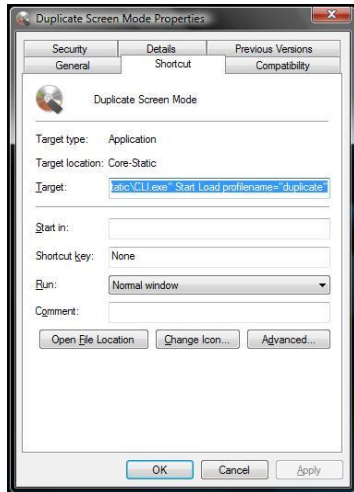 Duplicate Screen Mode Properties
Security Details Previous Versions
General Shortcut Compatibility
Duplicate Screen Mode
Target type: Application
Target location: Core-Static
Target: tatic\CLI.exe" Start Load profilename="duplicate"
Start in:
Shortcut key: None
Run: Normal window
Comment:
Open File Location Change Icon... Advanced...
OK Cancel Apply